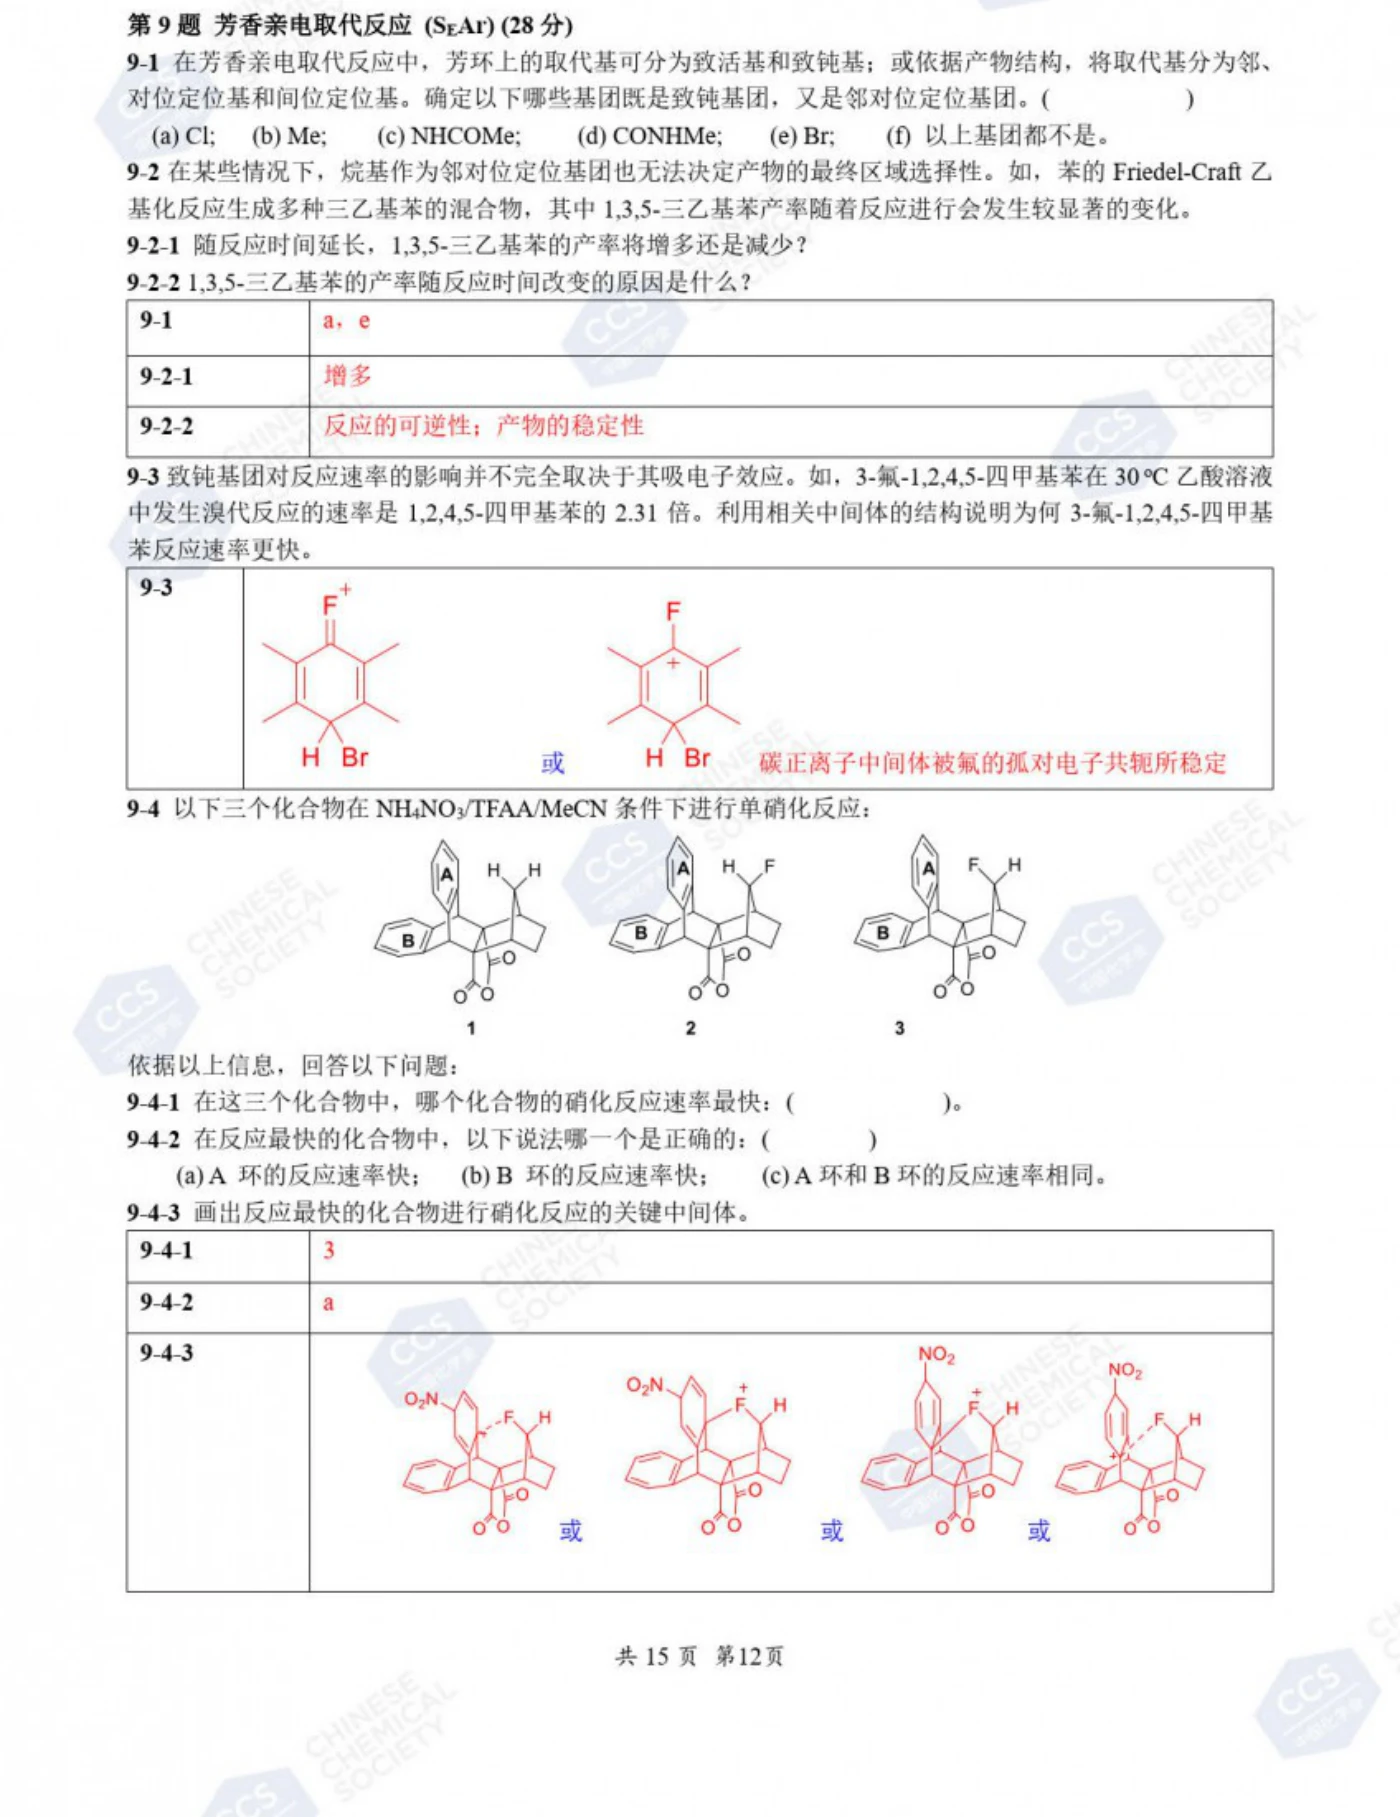 第 9 题 芳香亲电取代反应 (SEAr) (28 分)
9-1 在芳香亲电取代反应中，芳环上的取代基可分为致活基和致钝基；或依据产物结构，将取代基分为邻、
对位定位基和间位定位基。确定以下哪些基团既是致钝基团，又是邻对位定位基团。( )
(a) Cl; (b) Me; (c) NHCOMe; (d) CONHMe; (e) Br; (f) 以上基团都不是。
9-2 在某些情况下，烷基作为邻对位定位基团也无法决定产物的最终区域选择性。如，苯的 Friedel-Craft 乙
基化反应生成多种三乙基苯的混合物，其中 1,3,5-三乙基苯产率随着反应进行会发生较显著的变化。
9-2-1 随反应时间延长，1,3,5-三乙基苯的产率将增多还是减少？
9-2-2 1,3,5-三乙基苯的产率随反应时间改变的原因是什么？
9-1 a，e
9-2-1 增多
9-2-2 反应的可逆性；产物的稳定性
9-3 致钝基团对反应速率的影响并不完全取决于其吸电子效应。如，3-氟-1,2,4,5-四甲基苯在 30 ℃ 乙酸溶液
中发生溴代反应的速率是 1,2,4,5-四甲基苯的 2.31 倍。利用相关中间体的结构说明为何 3-氟-1,2,4,5-四甲基
苯反应速率更快。
9-3
F+
F
+
H Br
或
H Br
碳正离子中间体被氟的孤对电子共轭所稳定
9-4 以下三个化合物在 NH4NO3/TFAA/MeCN 条件下进行单硝化反应：
A H H A H F A F H
B B B
O O O
O O O O O O
1 2 3
依据以上信息，回答以下问题：
9-4-1 在这三个化合物中，哪个化合物的硝化反应速率最快：( )。
9-4-2 在反应最快的化合物中，以下说法哪一个是正确的：( )
(a) A 环的反应速率快； (b) B 环的反应速率快； (c) A 环和 B 环的反应速率相同。
9-4-3 画出反应最快的化合物进行硝化反应的关键中间体。
9-4-1 3
9-4-2 a
9-4-3
O2N F H O2N F+ H NO2 F+ H NO2 F H
+
O O O O
O O 或 O O 或 O O 或 O O
共 15 页 第12页
CCS
CHINESE
CHEMICAL
SOCIETY